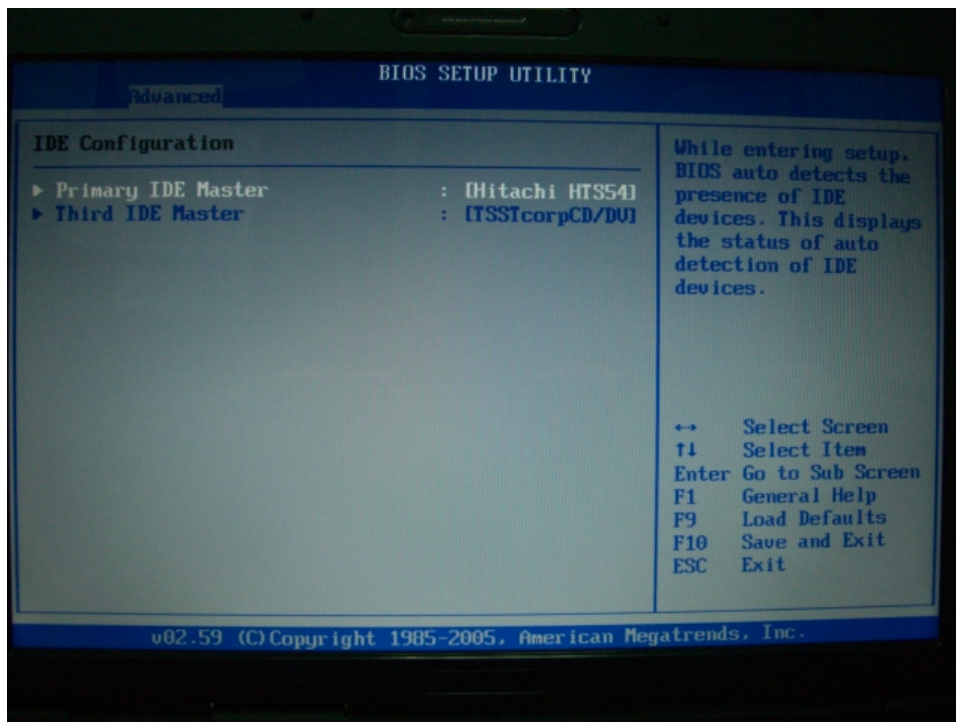 BIOS SETUP UTILITY
Advanced
IDE Configuration
▶ Primary IDE Master : [Hitachi HTS54]
▶ Third IDE Master : [TSSTcorpCD/DV]
While entering setup,
BIOS auto detects the
presence of IDE
devices. This displays
the status of auto
detection of IDE
devices.
↔ Select Screen
↑↓ Select Item
Enter Go to Sub Screen
F1 General Help
F9 Load Defaults
F10 Save and Exit
ESC Exit
v02.59 (C)Copyright 1985-2005, American Megatrends, Inc.